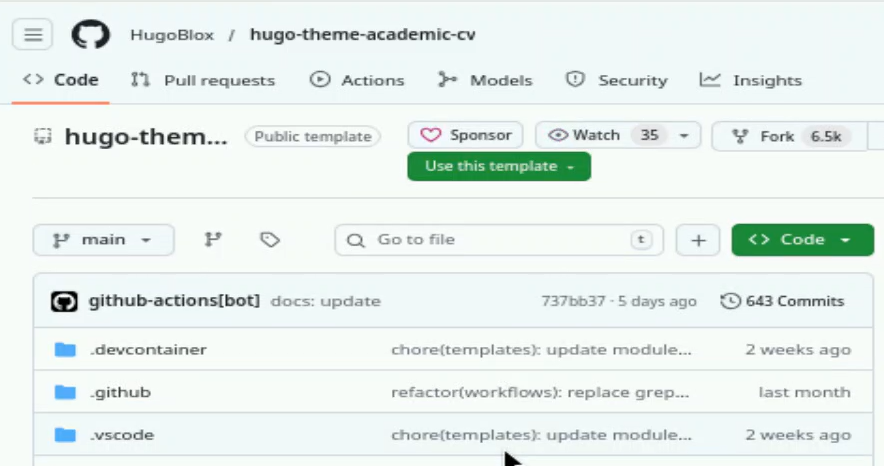 HugoBlox / hugo-theme-academic-cv
<> Code Pull requests Actions Models Security Insights
hugo-them... Public template Sponsor Watch 35 Fork 6.5k
Use this template
main Go to file t + <> Code
github-actions[bot] docs: update 737bb37 · 5 days ago 643 Commits
.devcontainer chore(templates): update module... 2 weeks ago
.github refactor(workflows): replace grep... last month
.vscode chore(templates): update module... 2 weeks ago